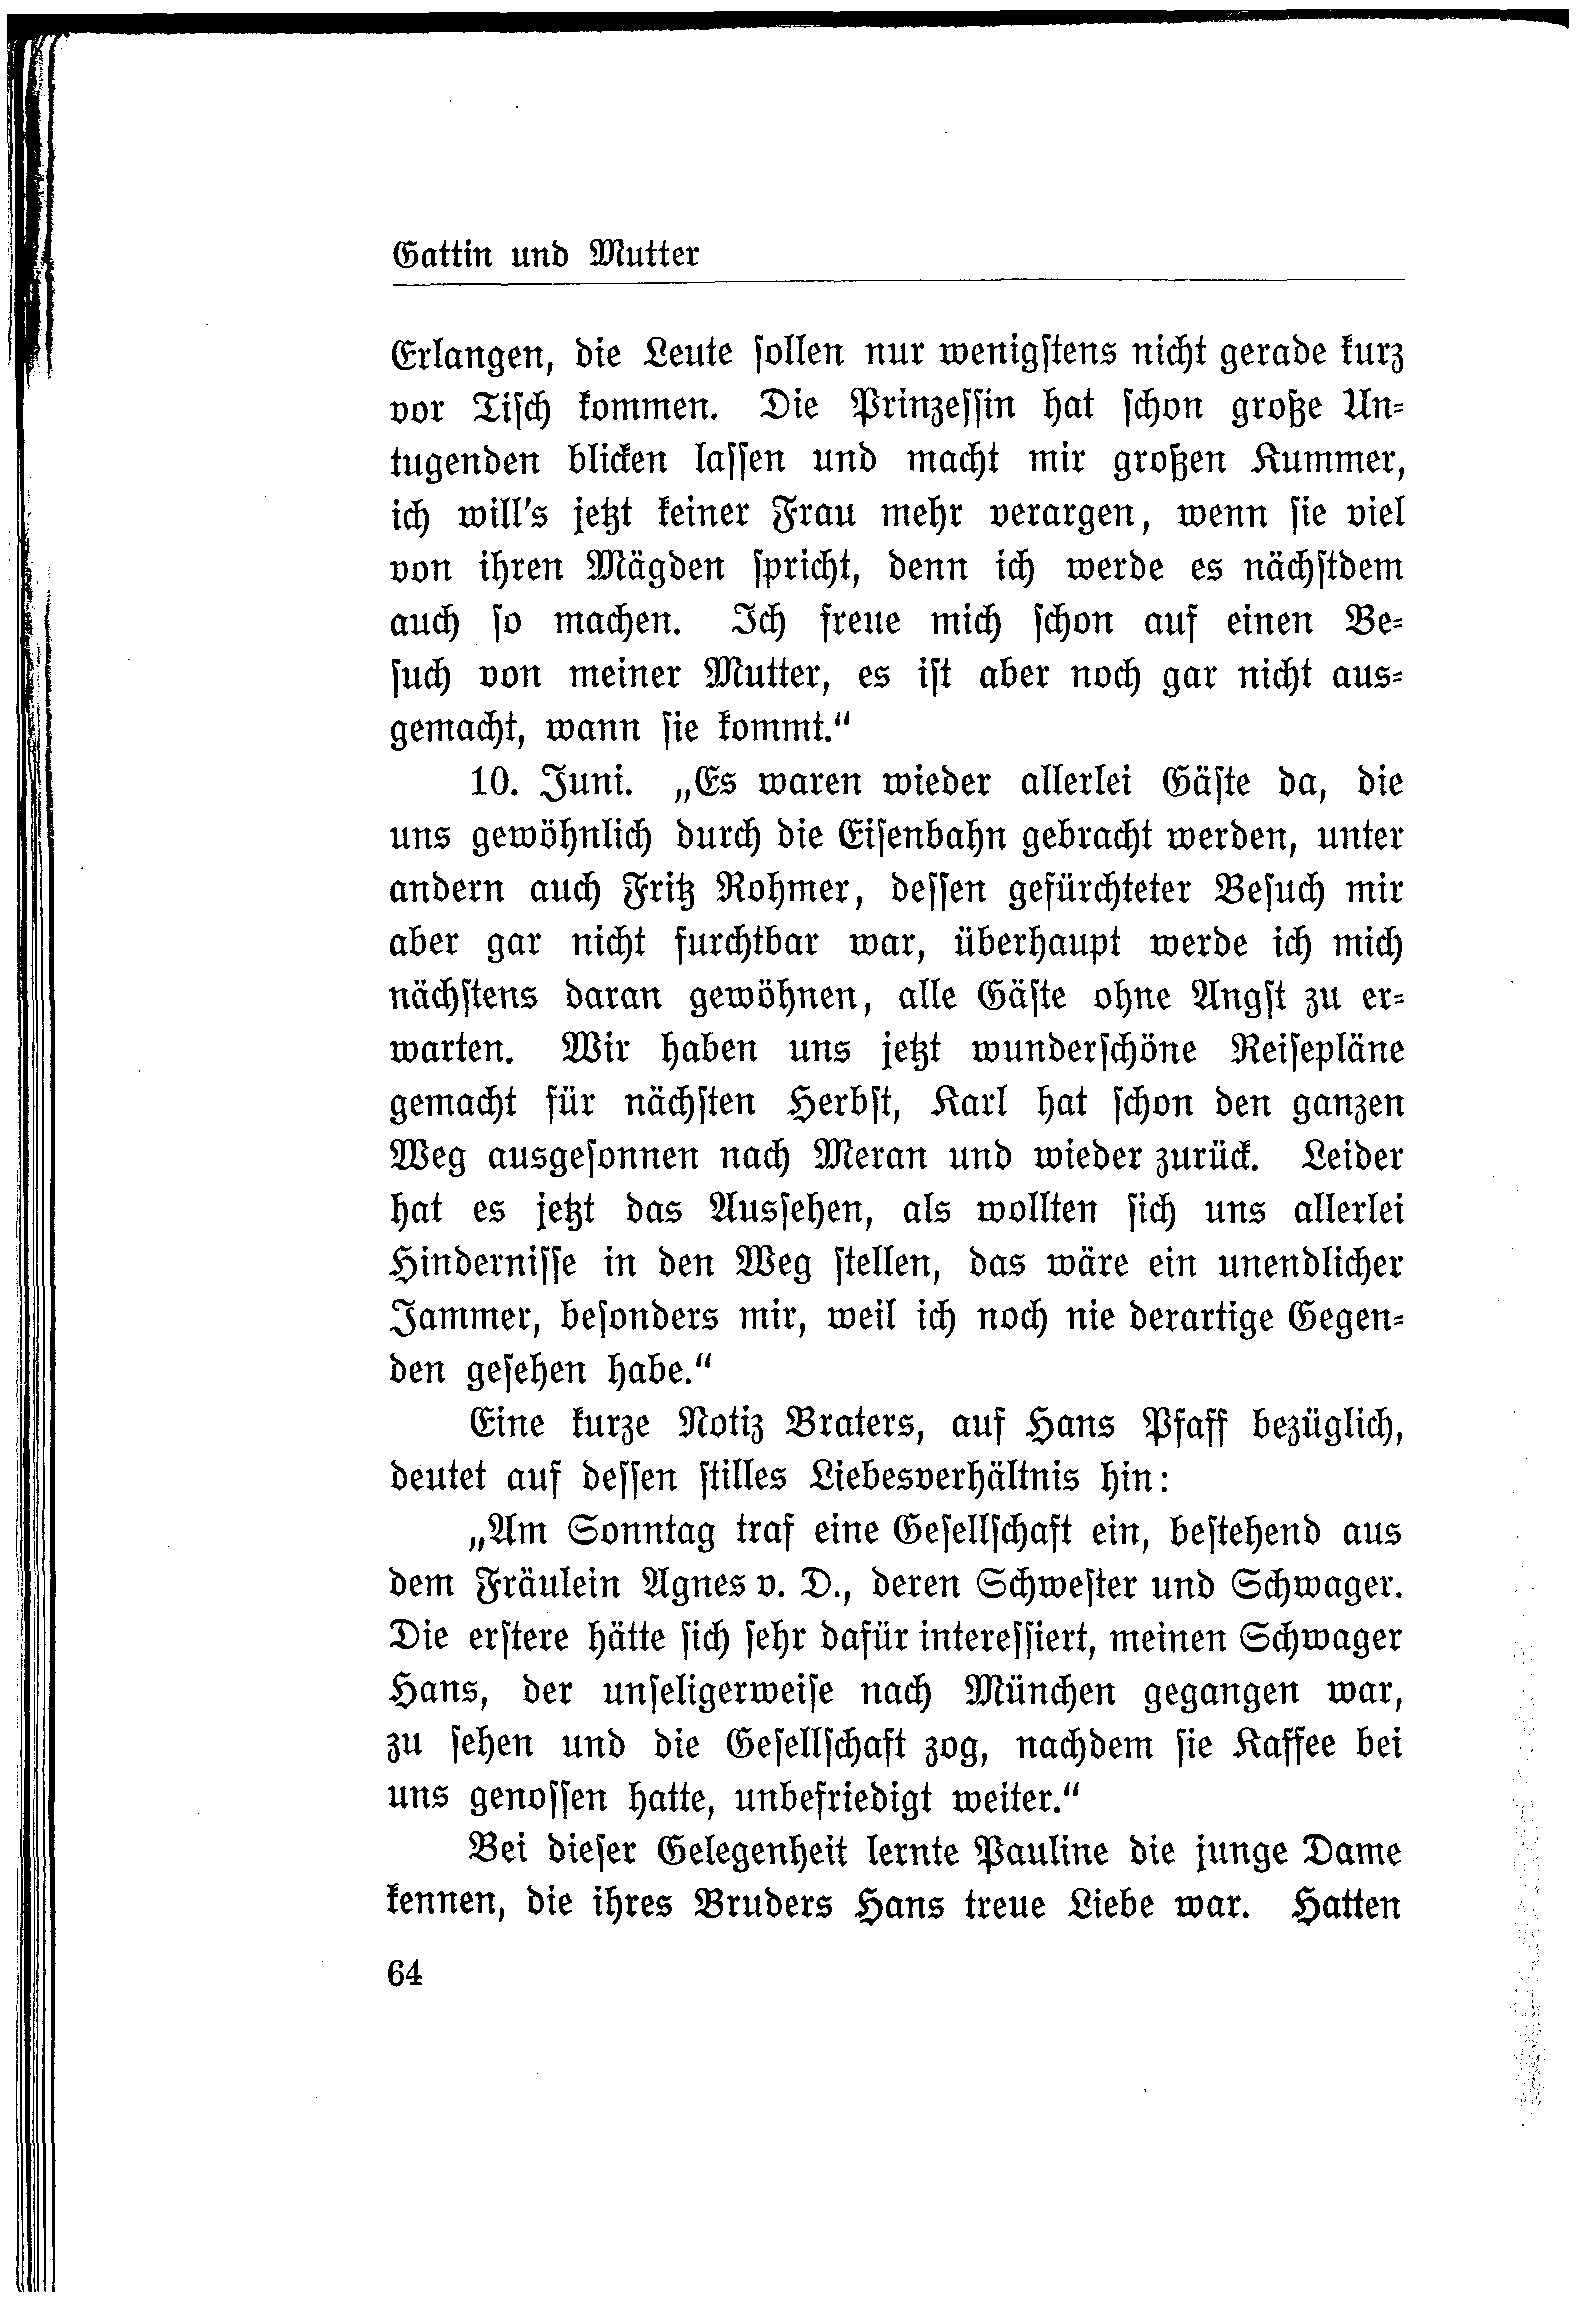 Gattin und Mutter
Erlangen, die Leute sollen nur wenigstens nicht gerade kurz
vor Tisch kommen. Die Prinzessin hat schon große Un-
tugenden blicken lassen und macht mir großen Kummer,
ich will's jetzt keiner Frau mehr verargen, wenn sie viel
von ihren Mägden spricht, denn ich werde es nächstdem
auch so machen. Ich freue mich schon auf einen Be-
such von meiner Mutter, es ist aber noch gar nicht aus-
gemacht, wann sie kommt.“
10. Juni. „Es waren wieder allerlei Gäste da, die
uns gewöhnlich durch die Eisenbahn gebracht werden, unter
andern auch Fritz Rohmer, dessen gefürchteter Besuch mir
aber gar nicht furchtbar war, überhaupt werde ich mich
nächstens daran gewöhnen, alle Gäste ohne Angst zu er-
warten. Wir haben uns jetzt wunderschöne Reisepläne
gemacht für nächsten Herbst, Karl hat schon den ganzen
Weg ausgesonnen nach Meran und wieder zurück. Leider
hat es jetzt das Aussehen, als wollten sich uns allerlei
Hindernisse in den Weg stellen, das wäre ein unendlicher
Jammer, besonders mir, weil ich noch nie derartige Gegen-
den gesehen habe.“
Eine kurze Notiz Braters, auf Hans Pfaff bezüglich,
deutet auf dessen stilles Liebesverhältnis hin:
„Am Sonntag traf eine Gesellschaft ein, bestehend aus
dem Fräulein Agnes v. D., deren Schwester und Schwager.
Die erstere hätte sich sehr dafür interessiert, meinen Schwager
Hans, der unseligerweise nach München gegangen war,
zu sehen und die Gesellschaft zog, nachdem sie Kaffee bei
uns genossen hatte, unbefriedigt weiter.“
Bei dieser Gelegenheit lernte Pauline die junge Dame
kennen, die ihres Bruders Hans treue Liebe war. Hatten
64